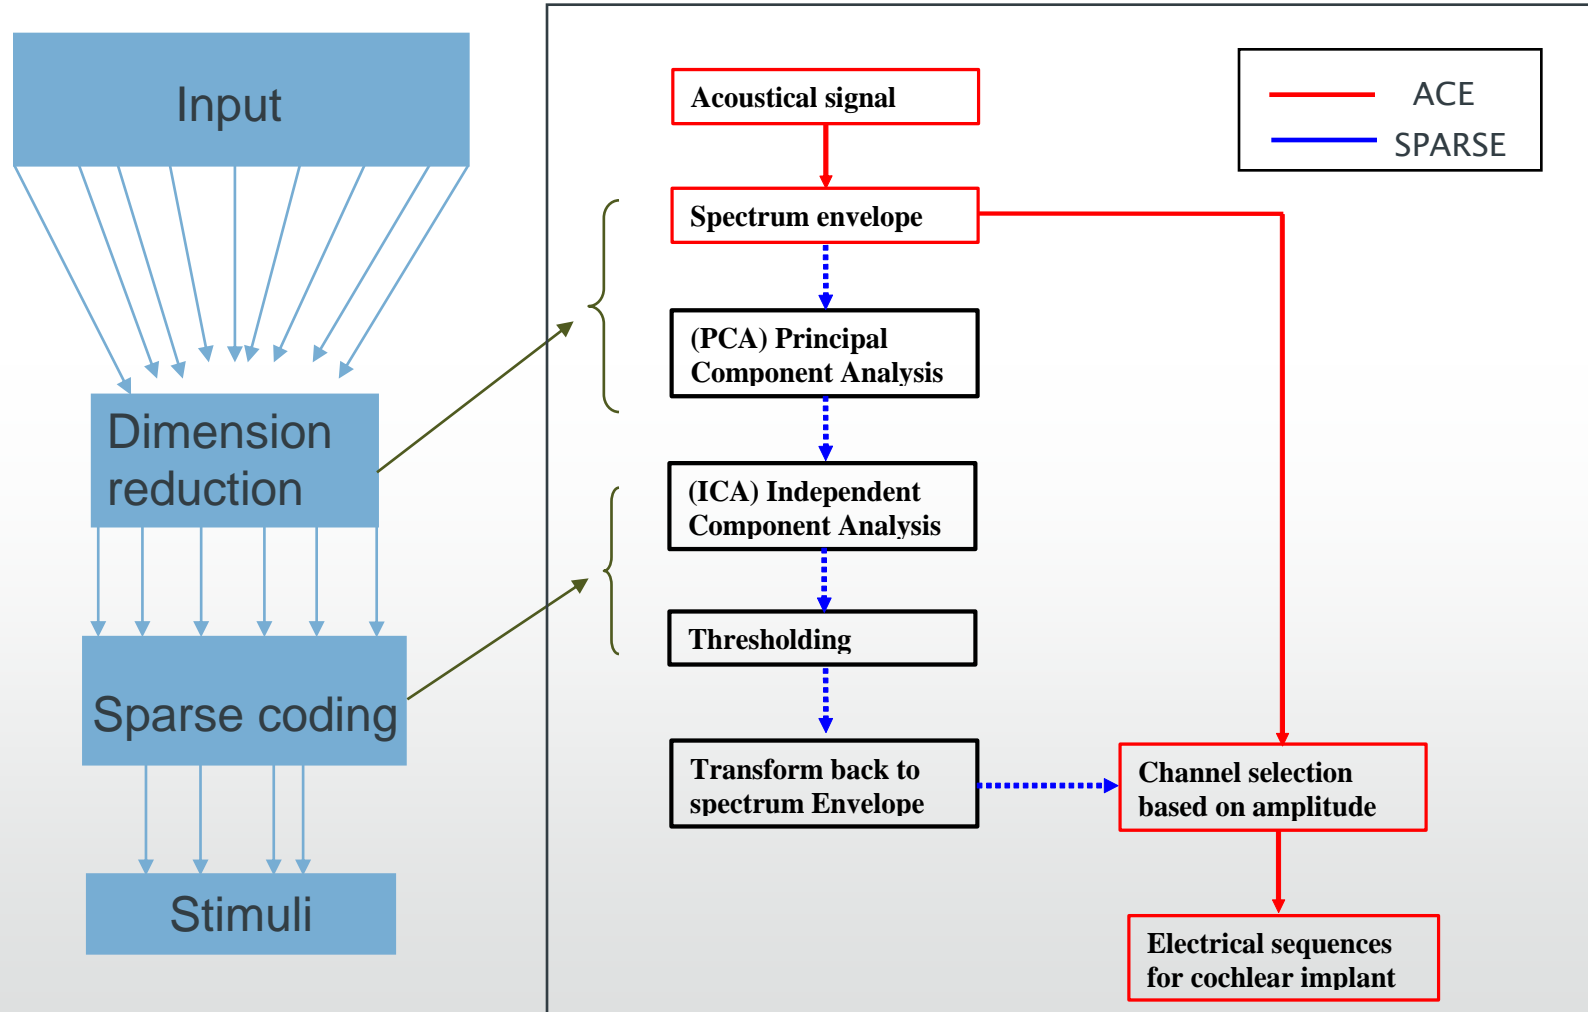 Input
Dimension
reduction
Sparse coding
Stimuli
Acoustical signal
Spectrum envelope
(PCA) Principal
Component Analysis
(ICA) Independent
Component Analysis
Thresholding
Transform back to
spectrum Envelope
Channel selection
based on amplitude
Electrical sequences
for cochlear implant
ACE
SPARSE